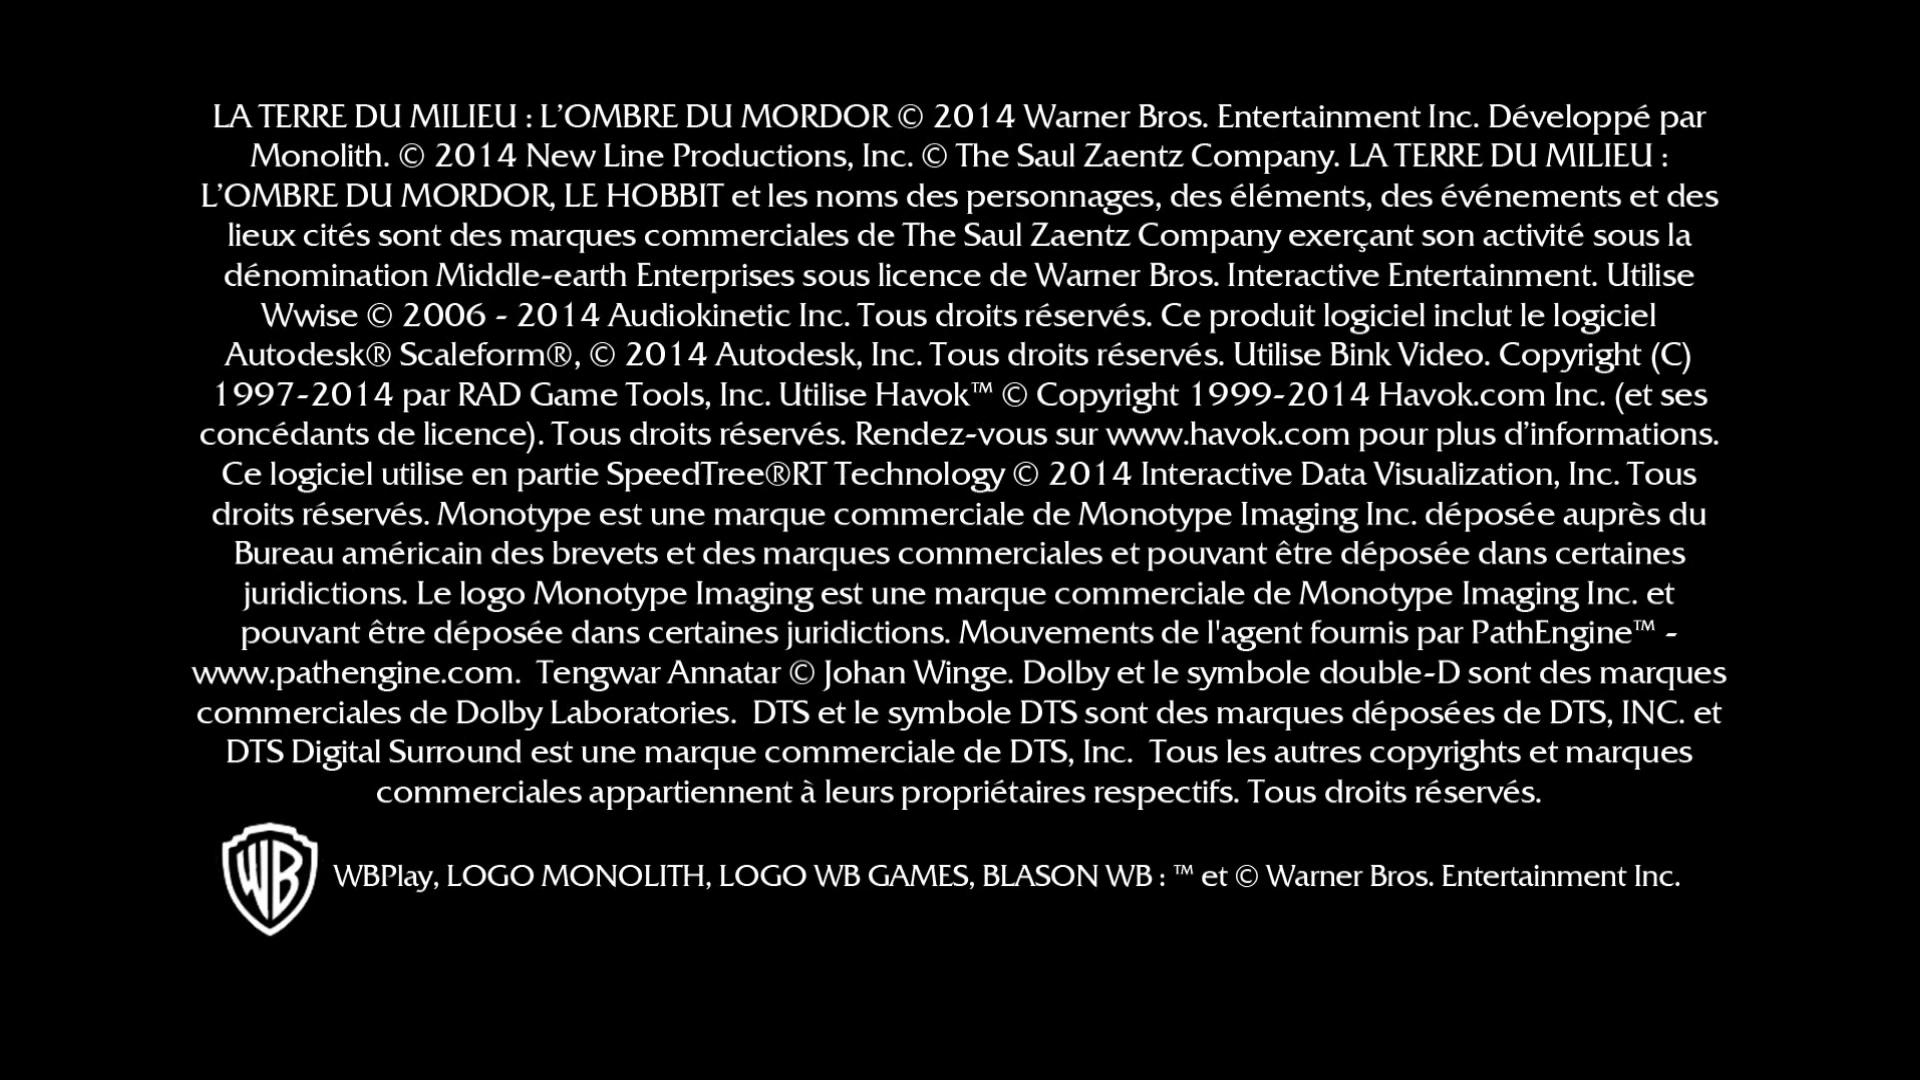 LA TERRE DU MILIEU : L’OMBRE DU MORDOR © 2014 Warner Bros. Entertainment Inc. Développé par
Monolith. © 2014 New Line Productions, Inc. © The Saul Zaentz Company. LA TERRE DU MILIEU :
L’OMBRE DU MORDOR, LE HOBBIT et les noms des personnages, des éléments, des événements et des
lieux cités sont des marques commerciales de The Saul Zaentz Company exerçant son activité sous la
dénomination Middle-earth Enterprises sous licence de Warner Bros. Interactive Entertainment. Utilise
Wwise © 2006 - 2014 Audiokinetic Inc. Tous droits réservés. Ce produit logiciel inclut le logiciel
Autodesk® Scaleform®, © 2014 Autodesk, Inc. Tous droits réservés. Utilise Bink Video. Copyright (C)
1997-2014 par RAD Game Tools, Inc. Utilise Havok™ © Copyright 1999-2014 Havok.com Inc. (et ses
concédants de licence). Tous droits réservés. Rendez-vous sur www.havok.com pour plus d’informations.
Ce logiciel utilise en partie SpeedTree®RT Technology © 2014 Interactive Data Visualization, Inc. Tous
droits réservés. Monotype est une marque commerciale de Monotype Imaging Inc. déposée auprès du
Bureau américain des brevets et des marques commerciales et pouvant être déposée dans certaines
juridictions. Le logo Monotype Imaging est une marque commerciale de Monotype Imaging Inc. et
pouvant être déposée dans certaines juridictions. Mouvements de l'agent fournis par PathEngine™ -
www.pathengine.com.  Tengwar Annatar © Johan Winge. Dolby et le symbole double-D sont des marques
commerciales de Dolby Laboratories.  DTS et le symbole DTS sont des marques déposées de DTS, INC. et
DTS Digital Surround est une marque commerciale de DTS, Inc.  Tous les autres copyrights et marques
commerciales appartiennent à leurs propriétaires respectifs. Tous droits réservés.
WB WBPlay, LOGO MONOLITH, LOGO WB GAMES, BLASON WB : ™ et © Warner Bros. Entertainment Inc.